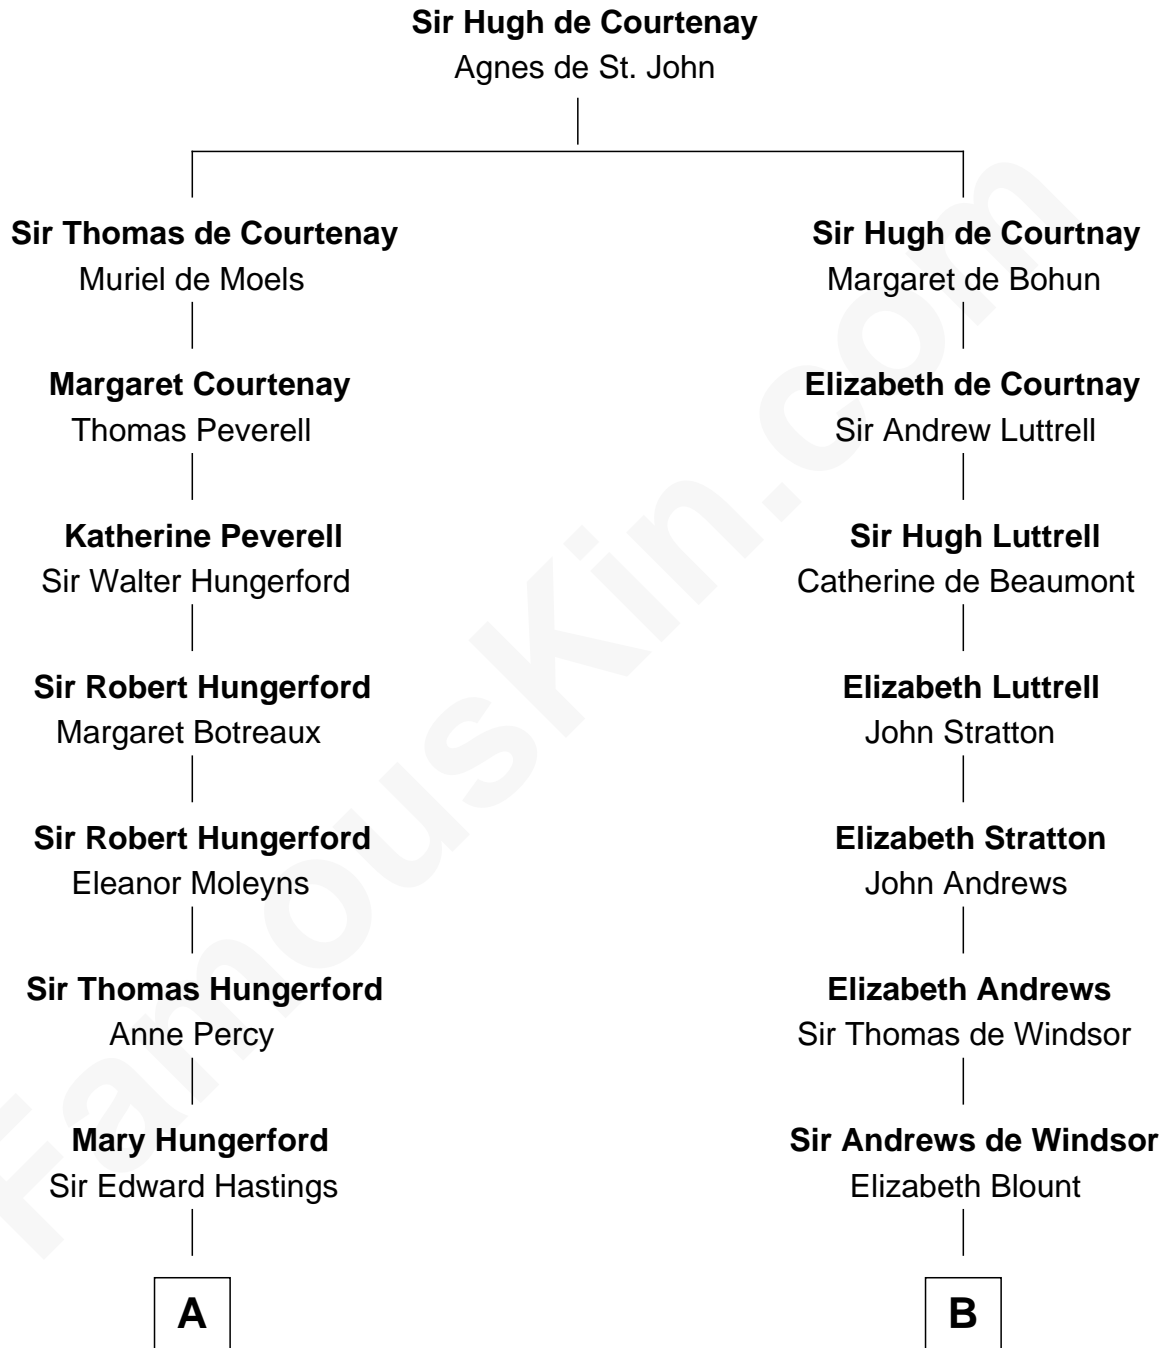 Sir Hugh de Courtenay
Agnes de St. John
Sir Thomas de Courtenay
Muriel de Moels
Sir Hugh de Courtnay
Margaret de Bohun
Margaret Courtenay
Thomas Peverell
Elizabeth de Courtnay
Sir Andrew Luttrell
Katherine Peverell
Sir Walter Hungerford
Sir Hugh Luttrell
Catherine de Beaumont
Sir Robert Hungerford
Margaret Botreaux
Elizabeth Luttrell
John Stratton
Sir Robert Hungerford
Eleanor Moleyns
Elizabeth Stratton
John Andrews
Sir Thomas Hungerford
Anne Percy
Elizabeth Andrews
Sir Thomas de Windsor
Mary Hungerford
Sir Edward Hastings
Sir Andrews de Windsor
Elizabeth Blount
A
B
FamousKin.com